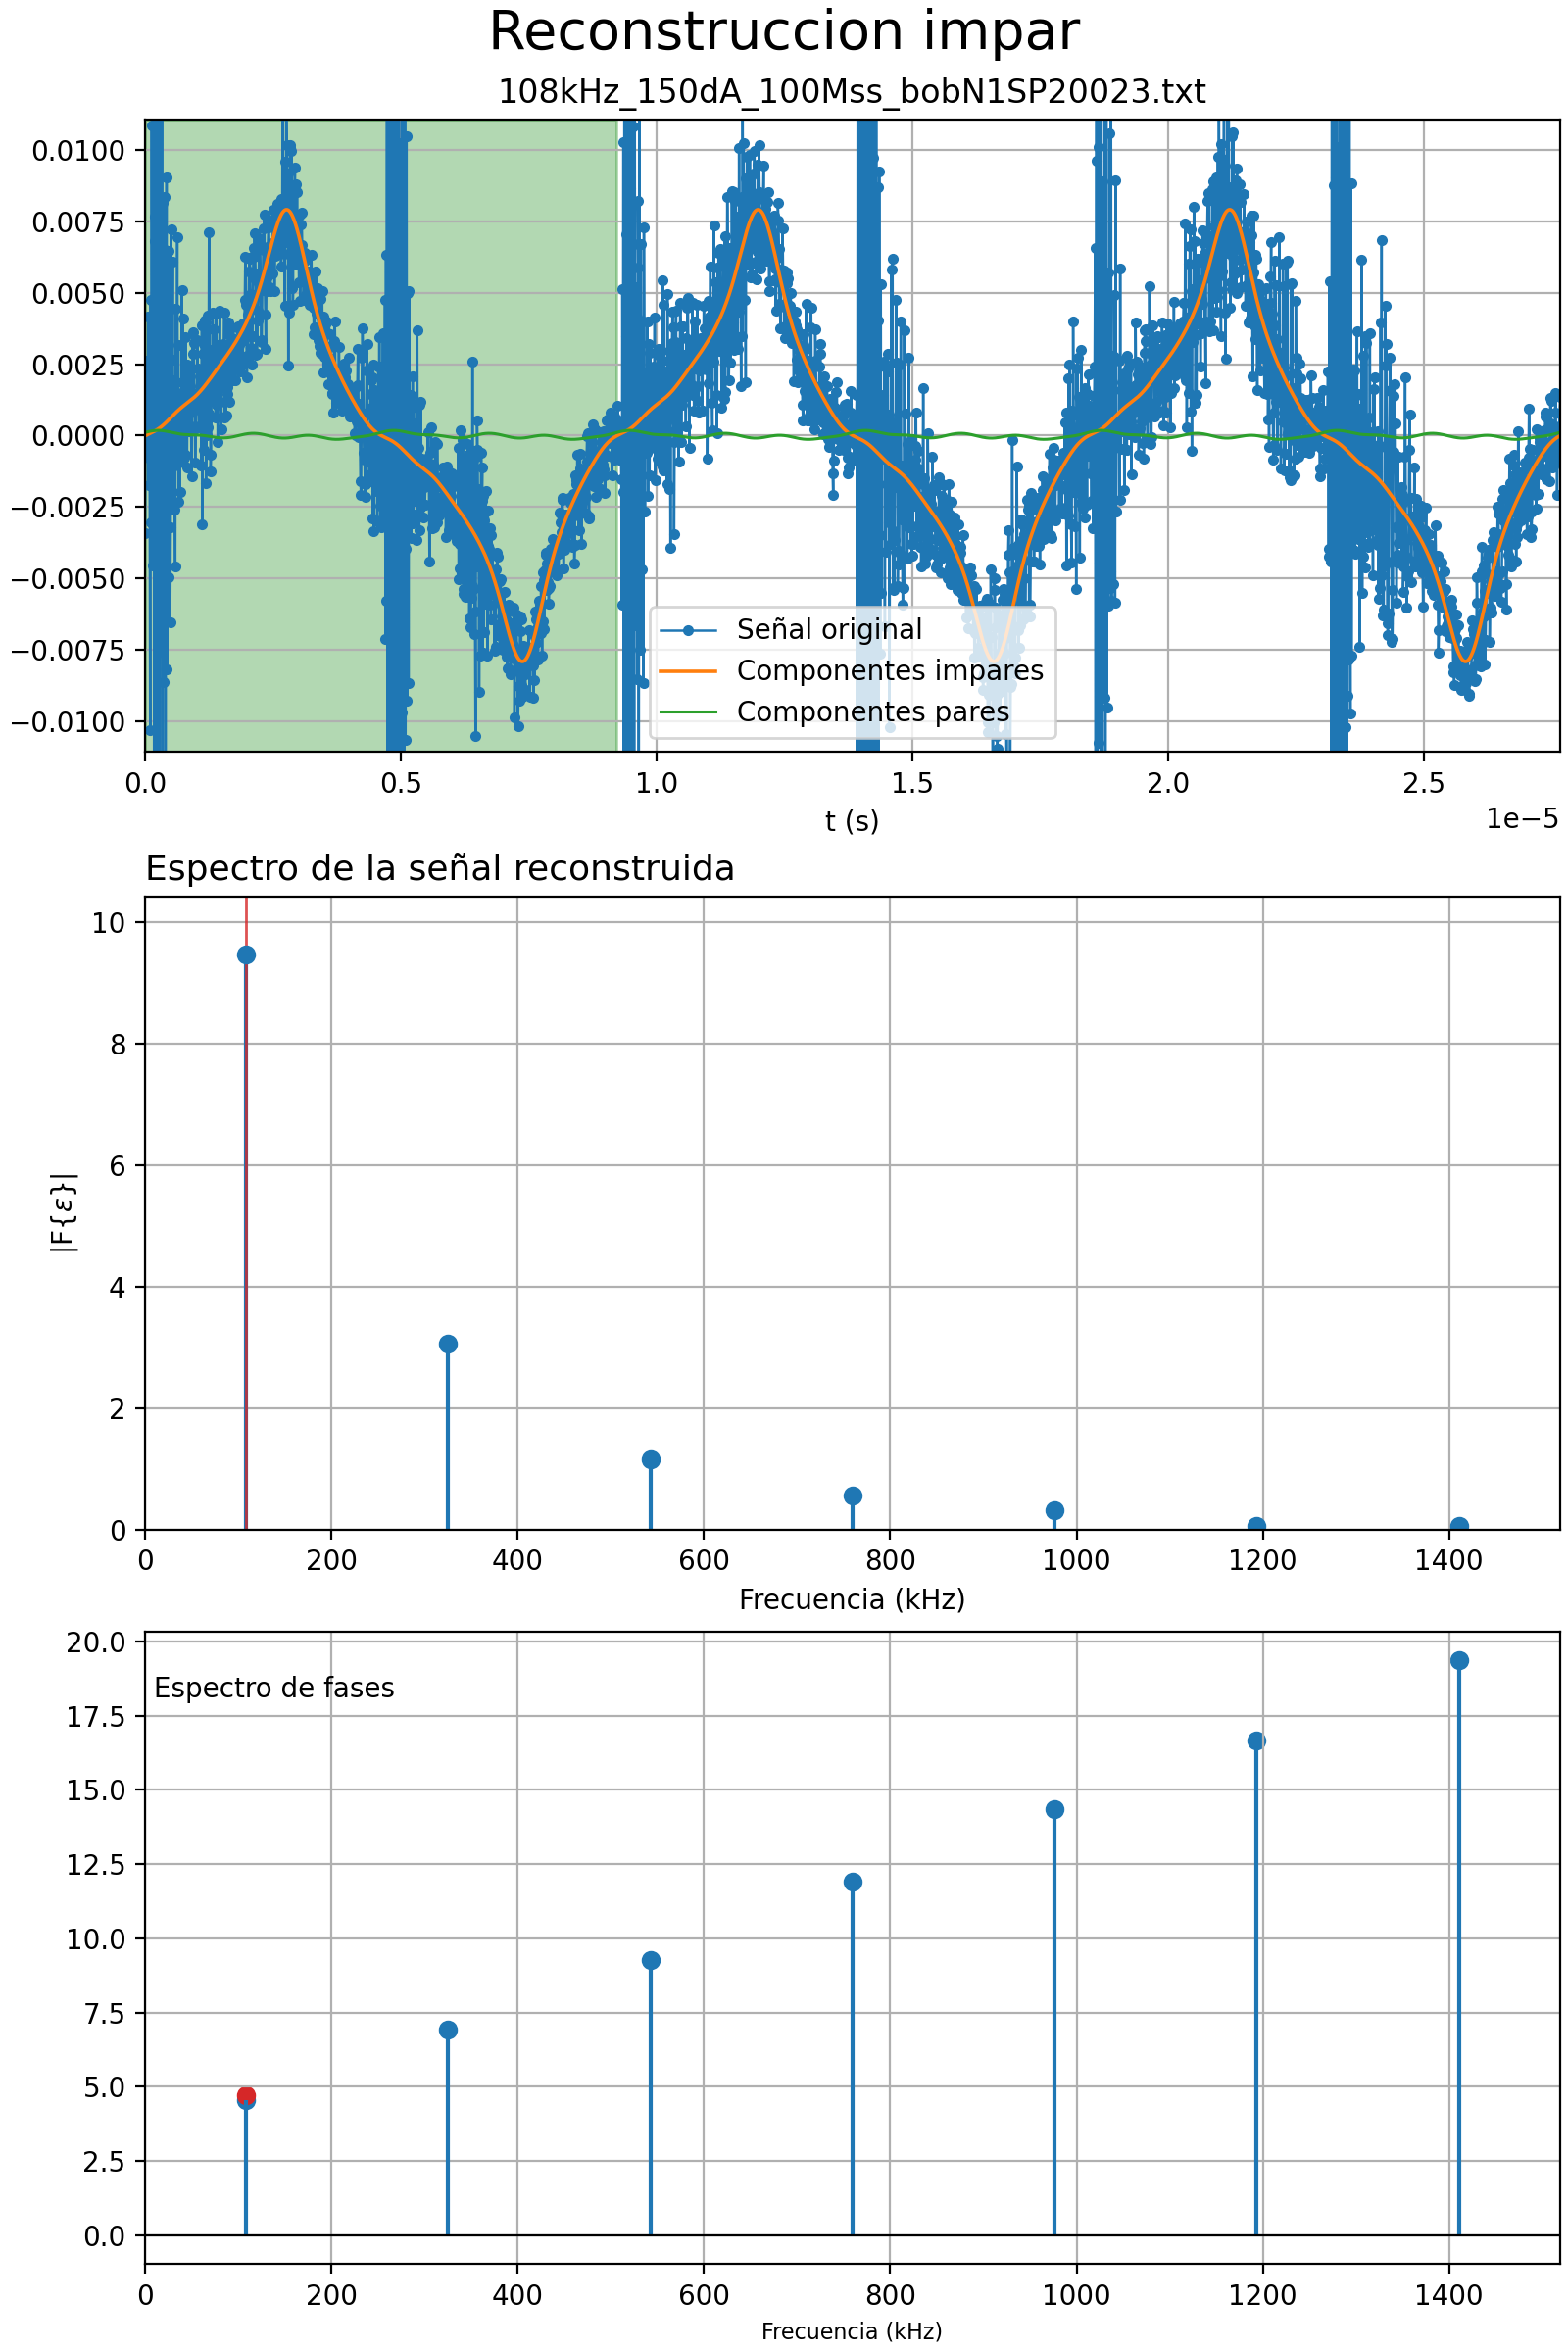 Reconstruccion impar
108kHz_150dA_100Mss_bobN1SP20023.txt
0.0100
0.0075
0.0050
0.0025
0.0000
−0.0025
−0.0050
−0.0075
−0.0100
Señal original
Componentes impares
Componentes pares
0.0 0.5 1.0 1.5 2.0 2.5
t (s)
1e−5
Espectro de la señal reconstruida
10
8
6
4
2
0
|F{ε}|
0 200 400 600 800 1000 1200 1400
Frecuencia (kHz)
20.0
Espectro de fases
17.5
15.0
12.5
10.0
7.5
5.0
2.5
0.0
0 200 400 600 800 1000 1200 1400
Frecuencia (kHz)